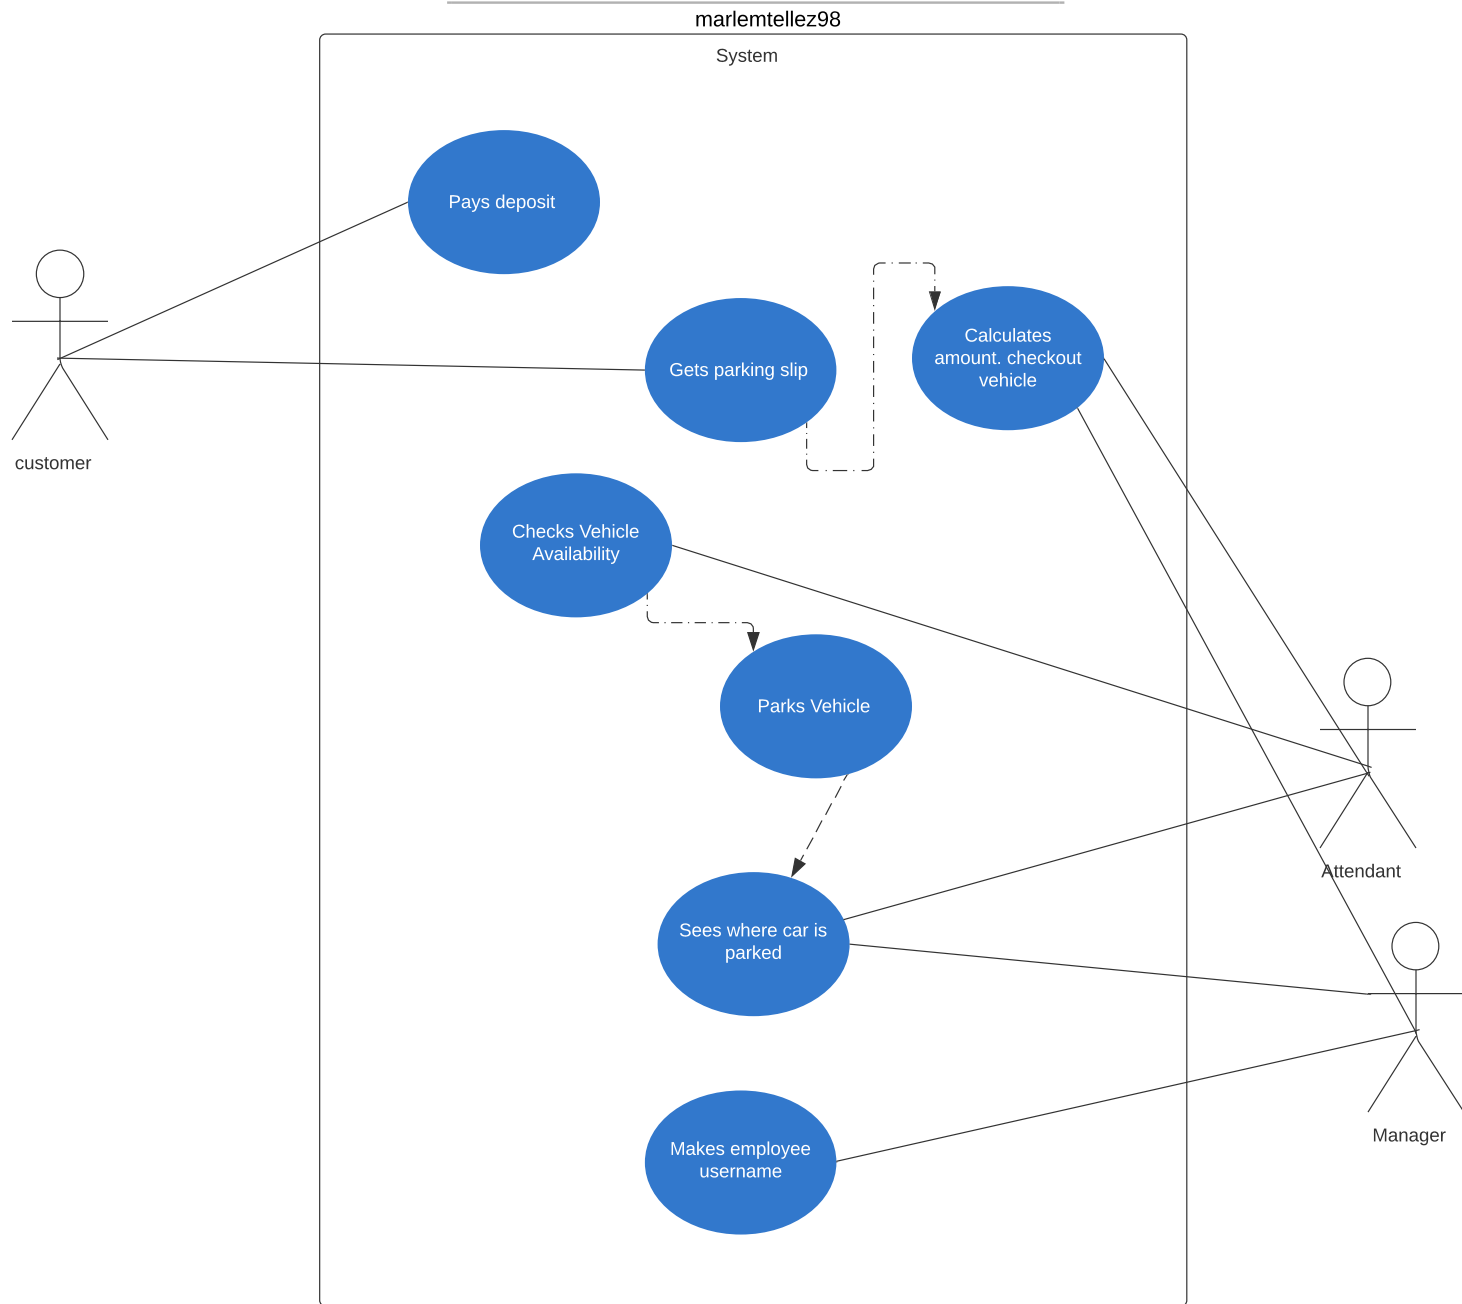 marlemtellez98
System
Pays deposit
Gets parking slip
Calculates
amount. checkout
vehicle
customer
Checks Vehicle
Availability
Parks Vehicle
Attendant
Sees where car is
parked
Manager
Makes employee
username